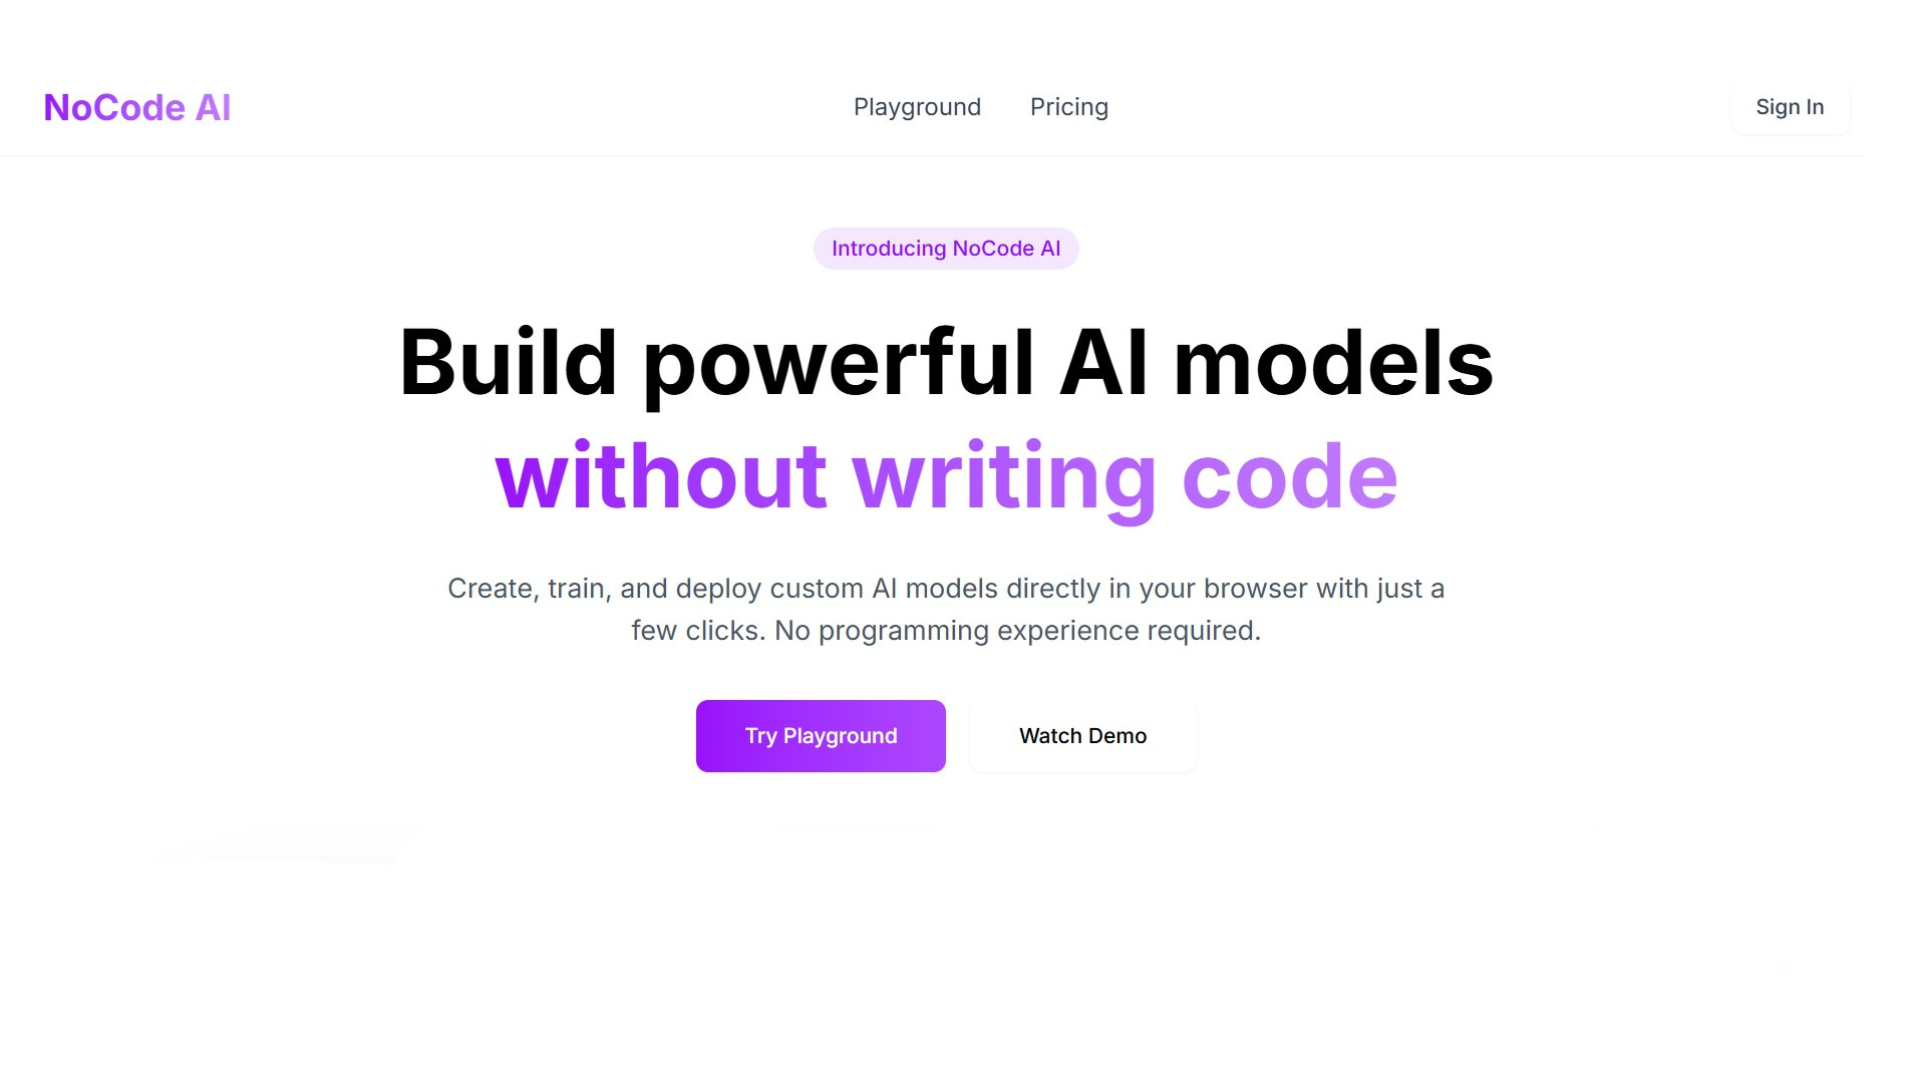 NoCode AI
Playground
Pricing
Sign In
Introducing NoCode AI
Build powerful AI models
without writing code
Create, train, and deploy custom AI models directly in your browser with just a
few clicks. No programming experience required.
Try Playground
Watch Demo